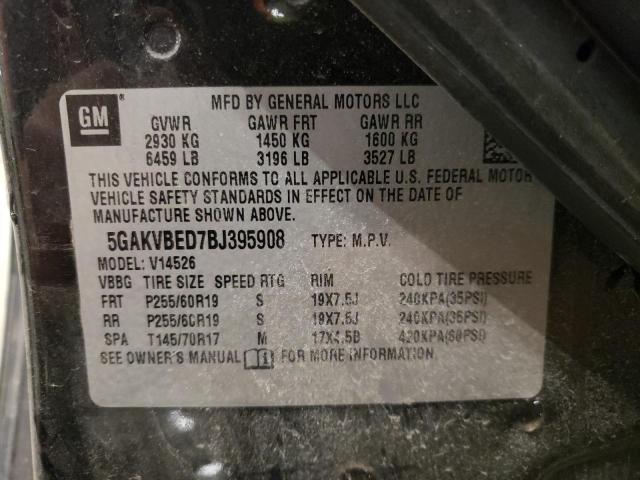 MFD BY GENERAL MOTORS LLC
GM
GVWR GAWR FRT GAWR RR
2930 KG 1450 KG 1600 KG
6459 LB 3196 LB 3527 LB
THIS VEHICLE CONFORMS TO ALL APPLICABLE U.S. FEDERAL MOTOR
VEHICLE SAFETY STANDARDS IN EFFECT ON THE DATE OF
MANUFACTURE SHOWN ABOVE.
5GAKVBED7BJ395908 TYPE: M.P.V.
MODEL: V14526
VBBG TIRE SIZE SPEED RTG RIM COLD TIRE PRESSURE
FRT P255/60R19 S 19X7.5J 240KPA(35PSI)
RR P255/60R19 S 19X7.5J 240KPA(35PSI)
SPA T145/70R17 M 17X4.5B 420KPA(60PSI)
SEE OWNER'S MANUAL FOR MORE INFORMATION.